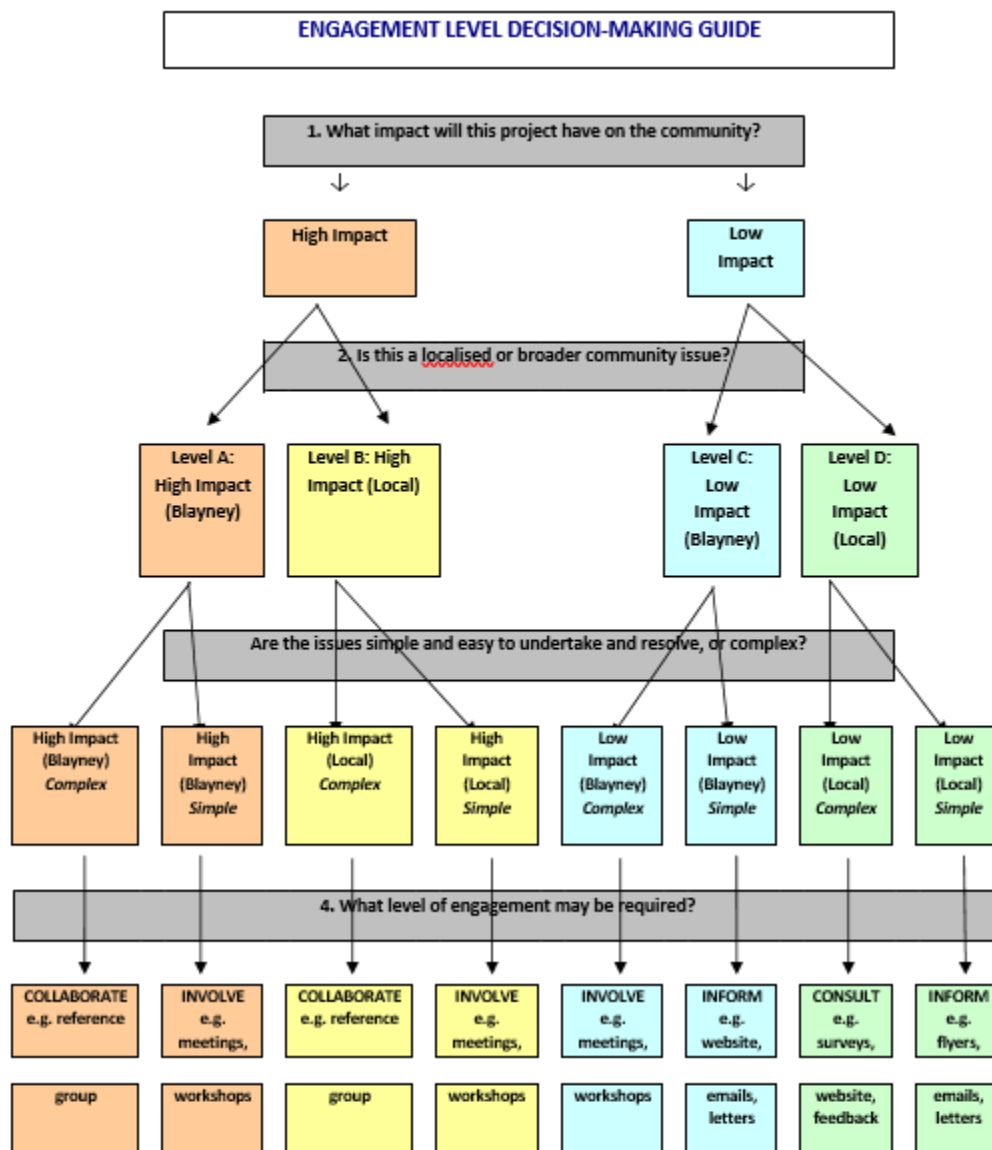 ENGAGEMENT LEVEL DECISION-MAKING GUIDE
1. What impact will this project have on the community?
High Impact
Low
Impact
2. Is this a localised or broader community issue?
Level A:
High Impact
(Blayney)
Level B: High
Impact (Local)
Level C:
Low
Impact
(Blayney)
Level D:
Low
Impact
(Local)
Are the issues simple and easy to undertake and resolve, or complex?
High Impact
(Blayney)
Complex
High
Impact
(Blayney)
Simple
High Impact
(Local)
Complex
High
Impact
(Local)
Simple
Low
Impact
(Blayney)
Complex
Low
Impact
(Blayney)
Simple
Low
Impact
(Local)
Complex
Low
Impact
(Local)
Simple
4. What level of engagement may be required?
COLLABORATE
e.g. reference
INVOLVE
e.g.
meetings,
COLLABORATE
e.g. reference
INVOLVE
e.g.
meetings,
INVOLVE
e.g.
meetings,
INFORM
e.g.
website,
CONSULT
e.g.
surveys,
INFORM
e.g.
flyers,
group
workshops
group
workshops
workshops
emails,
letters
website,
feedback
emails,
letters